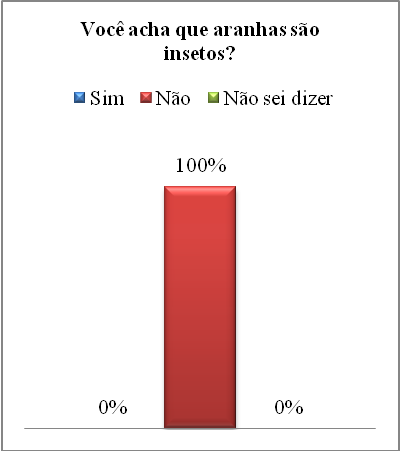 Você acha que aranhas são
insetos?
Sim Não Não sei dizer
100%
0% 0%